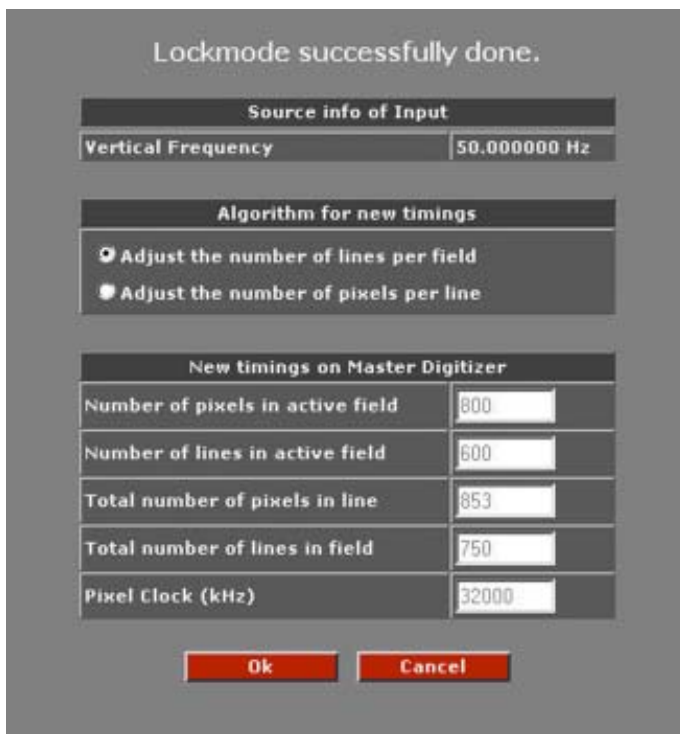 Lockmode successfully done.
Source info of Input
Vertical Frequency 50.000000 Hz
Algorithm for new timings
Adjust the number of lines per field
Adjust the number of pixels per line
New timings on Master Digitizer
Number of pixels in active field 800
Number of lines in active field 600
Total number of pixels in line 853
Total number of lines in field 750
Pixel Clock (kHz) 32000
Ok Cancel